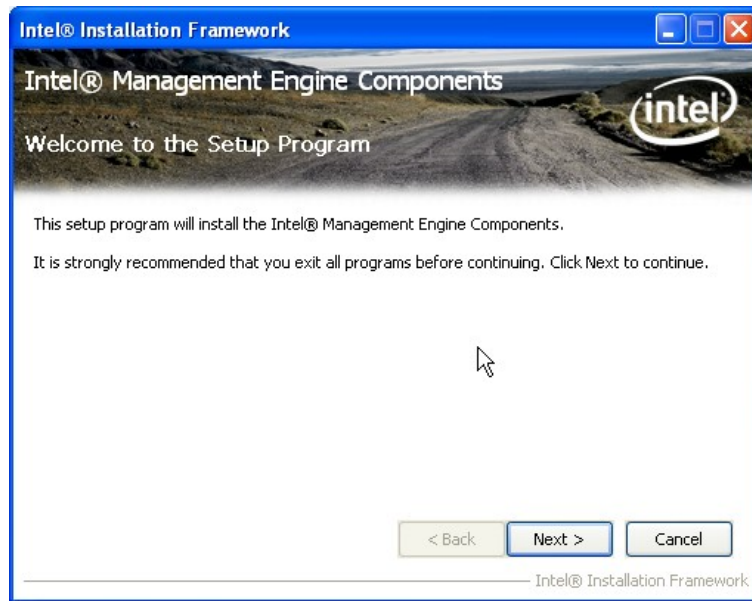 Intel® Installation Framework
Intel® Management Engine Components
intel
Welcome to the Setup Program
This setup program will install the Intel® Management Engine Components.
It is strongly recommended that you exit all programs before continuing. Click Next to continue.
< Back Next > Cancel
Intel® Installation Framework